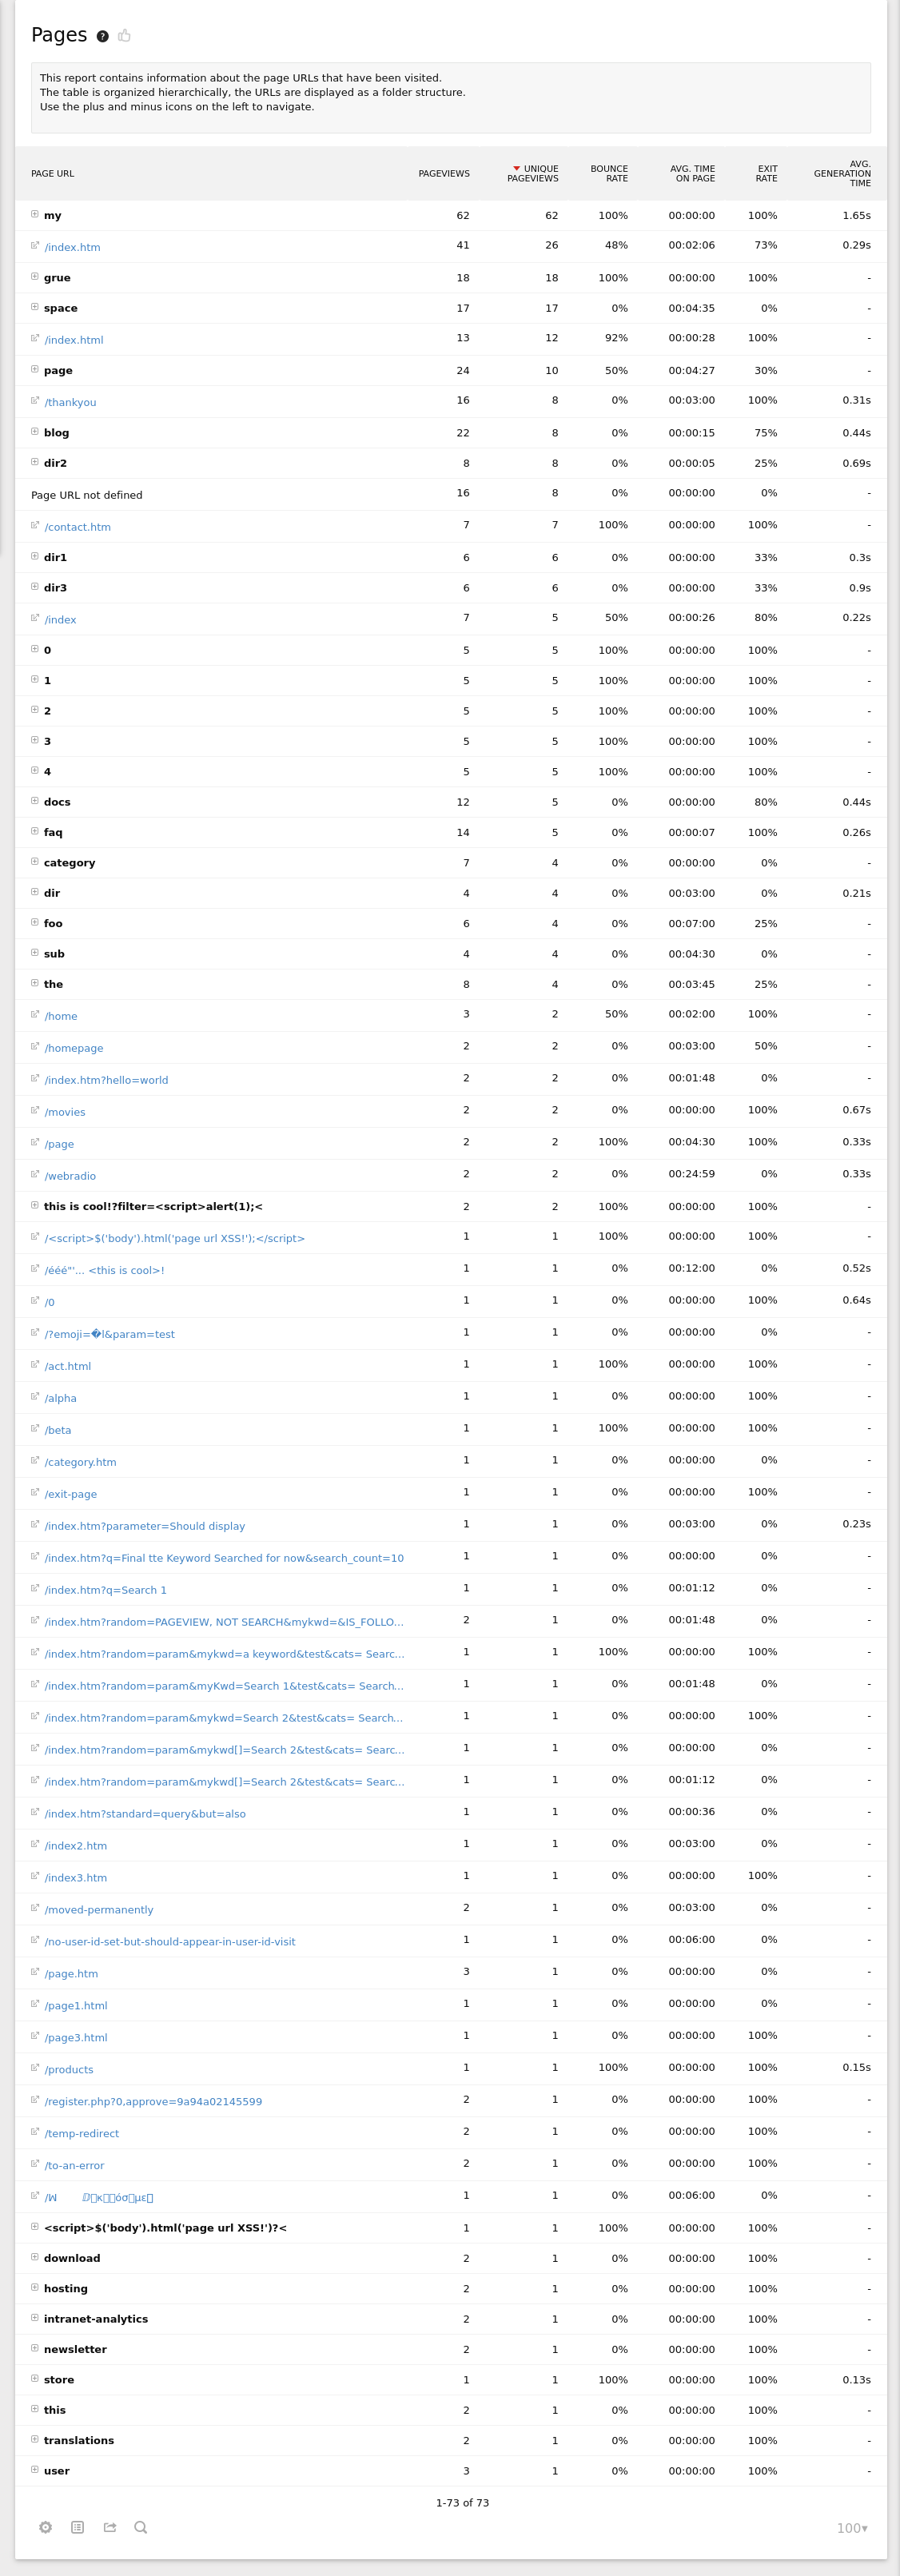 Pages ?
This report contains information about the page URLs that have been visited.
The table is organized hierarchically, the URLs are displayed as a folder structure.
Use the plus and minus icons on the left to navigate.
PAGE URL PAGEVIEWS UNIQUE PAGEVIEWS BOUNCE RATE AVG. TIME ON PAGE EXIT RATE AVG. GENERATION TIME
my 62 62 100% 00:00:00 100% 1.65s
/index.htm 41 26 48% 00:02:06 73% 0.29s
grue 18 18 100% 00:00:00 100% -
space 17 17 0% 00:04:35 0% -
/index.html 13 12 92% 00:00:28 100% -
page 24 10 50% 00:04:27 30% -
/thankyou 16 8 0% 00:03:00 100% 0.31s
blog 22 8 0% 00:00:15 75% 0.44s
dir2 8 8 0% 00:00:05 25% 0.69s
Page URL not defined 16 8 0% 00:00:00 0% -
/contact.htm 7 7 100% 00:00:00 100% -
dir1 6 6 0% 00:00:00 33% 0.3s
dir3 6 6 0% 00:00:00 33% 0.9s
/index 7 5 50% 00:00:26 80% 0.22s
0 5 5 100% 00:00:00 100% -
1 5 5 100% 00:00:00 100% -
2 5 5 100% 00:00:00 100% -
3 5 5 100% 00:00:00 100% -
4 5 5 100% 00:00:00 100% -
docs 12 5 0% 00:00:00 80% 0.44s
faq 14 5 0% 00:00:07 100% 0.26s
category 7 4 0% 00:00:00 0% -
dir 4 4 0% 00:03:00 0% 0.21s
foo 6 4 0% 00:07:00 25% -
sub 4 4 0% 00:04:30 0% -
the 8 4 0% 00:03:45 25% -
/home 3 2 50% 00:02:00 100% -
/homepage 2 2 0% 00:03:00 50% -
/index.htm?hello=world 2 2 0% 00:01:48 0% -
/movies 2 2 0% 00:00:00 100% 0.67s
/page 2 2 100% 00:04:30 100% 0.33s
/webradio 2 2 0% 00:24:59 0% 0.33s
this is cool!?filter=<script>alert(1);< 2 2 100% 00:00:00 100% -
/<script>$('body').html('page url XSS!');</script> 1 1 100% 00:00:00 100% -
/ééé"'... <this is cool>! 1 1 0% 00:12:00 0% 0.52s
/0 1 1 0% 00:00:00 100% 0.64s
/?emoji=�l&param=test 1 1 0% 00:00:00 0% -
/act.html 1 1 100% 00:00:00 100% -
/alpha 1 1 0% 00:00:00 100% -
/beta 1 1 100% 00:00:00 100% -
/category.htm 1 1 0% 00:00:00 0% -
/exit-page 1 1 0% 00:00:00 100% -
/index.htm?parameter=Should display 1 1 0% 00:03:00 0% 0.23s
/index.htm?q=Final tte Keyword Searched for now&search_count=10 1 1 0% 00:00:00 0% -
/index.htm?q=Search 1 1 1 0% 00:01:12 0% -
/index.htm?random=PAGEVIEW, NOT SEARCH&mykwd=&IS_FOLLO... 2 1 0% 00:01:48 0% -
/index.htm?random=param&mykwd=a keyword&test&cats= Searc... 1 1 100% 00:00:00 100% -
/index.htm?random=param&myKwd=Search 1&test&cats= Search... 1 1 0% 00:01:48 0% -
/index.htm?random=param&mykwd=Search 2&test&cats= Search... 1 1 0% 00:00:00 100% -
/index.htm?random=param&mykwd[]=Search 2&test&cats= Searc... 1 1 0% 00:00:00 0% -
/index.htm?random=param&mykwd[]=Search 2&test&cats= Searc... 1 1 0% 00:01:12 0% -
/index.htm?standard=query&but=also 1 1 0% 00:00:36 0% -
/index2.htm 1 1 0% 00:03:00 0% -
/index3.htm 1 1 0% 00:00:00 100% -
/moved-permanently 2 1 0% 00:03:00 0% -
/no-user-id-set-but-should-appear-in-user-id-visit 1 1 0% 00:06:00 0% -
/page.htm 3 1 0% 00:00:00 0% -
/page1.html 1 1 0% 00:00:00 0% -
/page3.html 1 1 0% 00:00:00 100% -
/products 1 1 100% 00:00:00 100% 0.15s
/register.php?0,approve=9a94a02145599 2 1 0% 00:00:00 100% -
/temp-redirect 2 1 0% 00:00:00 100% -
/to-an-error 2 1 0% 00:00:00 100% -
1 1 0% 00:06:00 0% -
<script>$('body').html('page url XSS!')?< 1 1 100% 00:00:00 100% -
download 2 1 0% 00:00:00 100% -
hosting 2 1 0% 00:00:00 100% -
intranet-analytics 2 1 0% 00:00:00 100% -
newsletter 2 1 0% 00:00:00 100% -
store 1 1 100% 00:00:00 100% 0.13s
this 2 1 0% 00:00:00 100% -
translations 2 1 0% 00:00:00 100% -
user 3 1 0% 00:00:00 100% -
1-73 of 73
100